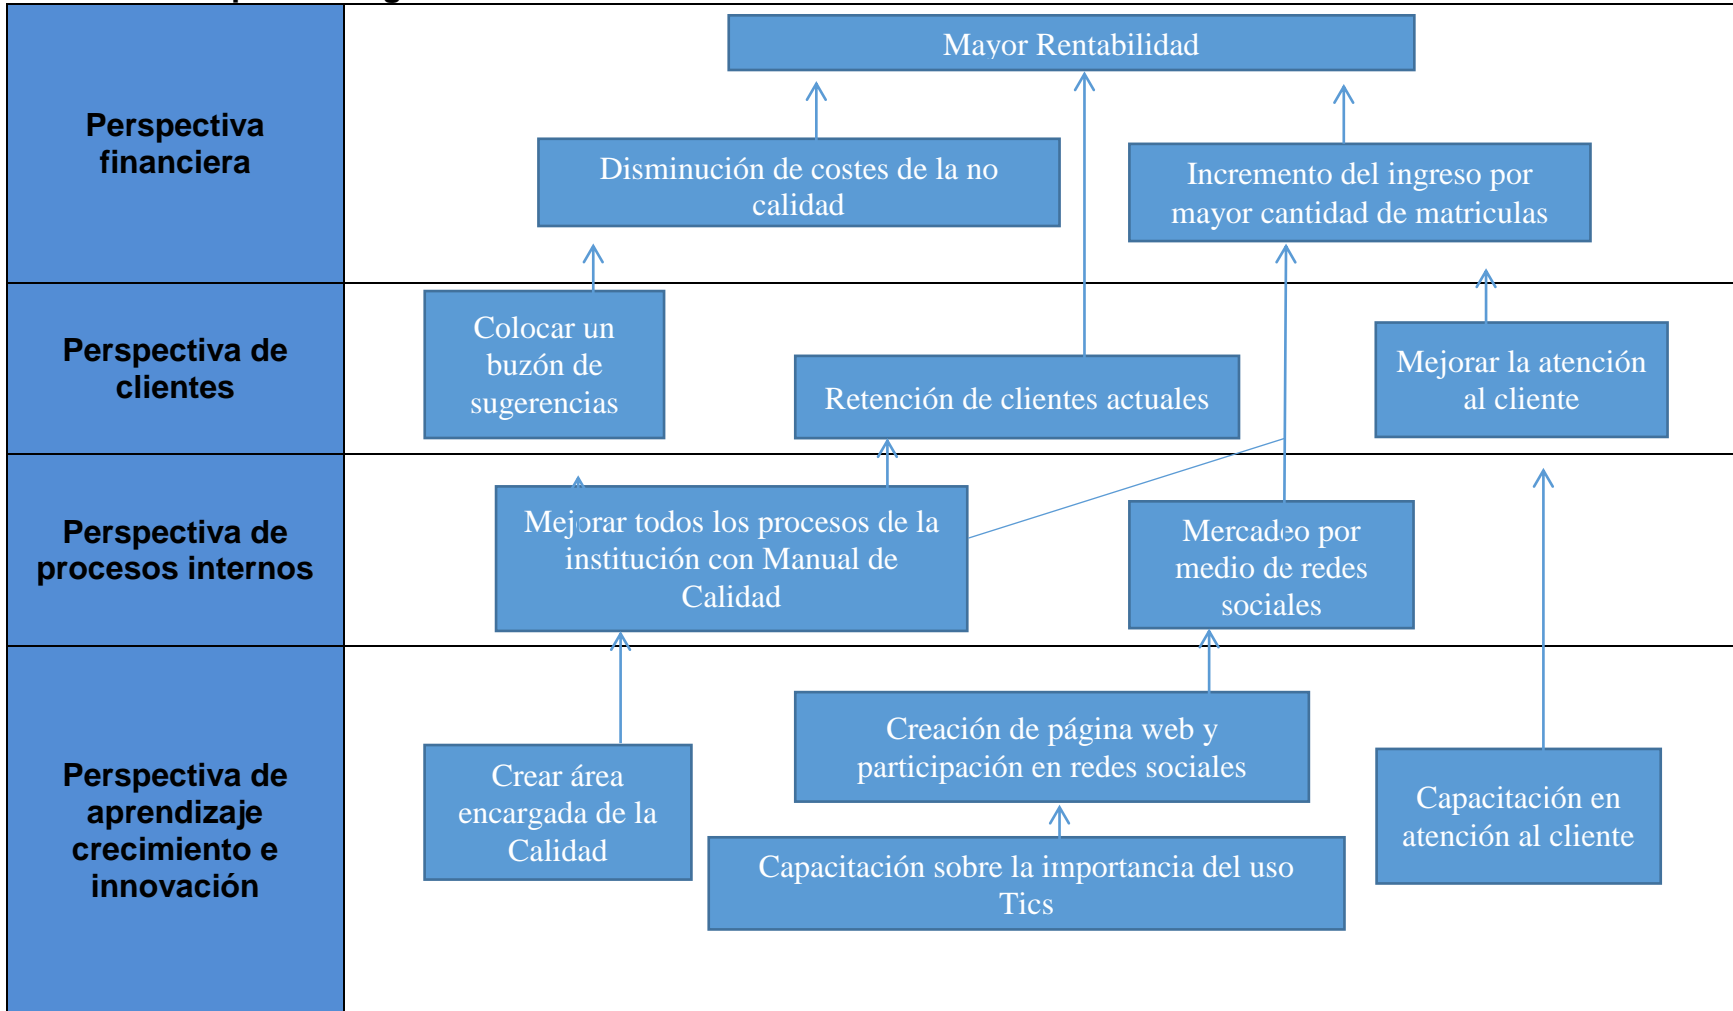 Mayor Rentabilidad
Perspectiva
financiera
Disminución de costes de la no
calidad
Incremento del ingreso por
mayor cantidad de matriculas
Perspectiva de
clientes
Colocar un
buzón de
sugerencias
Retención de clientes actuales
Mejorar la atención
al cliente
Perspectiva de
procesos internos
Mejorar todos los procesos de la
institución con Manual de
Calidad
Mercadeo por
medio de redes
sociales
Perspectiva de
aprendizaje
crecimiento e
innovación
Crear área
encargada de la
Calidad
Creación de página web y
participación en redes sociales
Capacitación sobre la importancia del uso
Tics
Capacitación en
atención al cliente